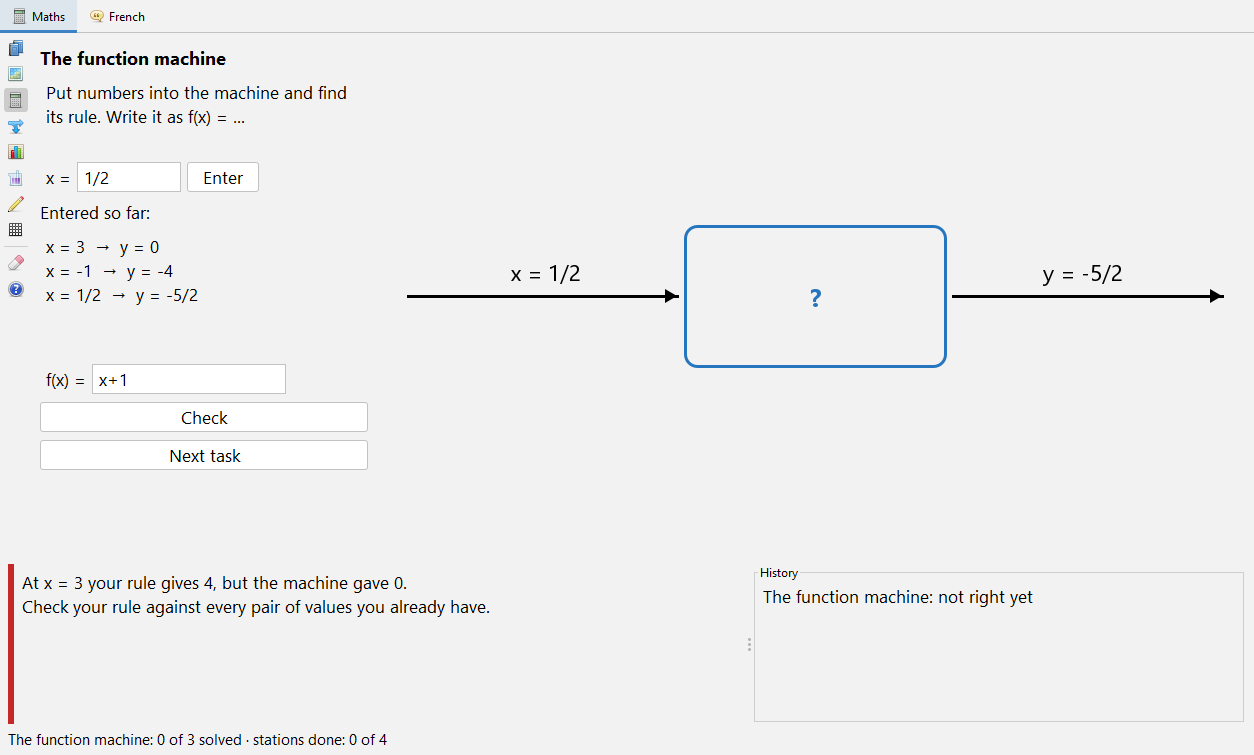 Maths
French
The function machine
Put numbers into the machine and find
its rule. Write it as f(x) = ...
x = 1/2 Enter
Entered so far:
x = 3 → y = 0
x = -1 → y = -4
x = 1/2 → y = -5/2
x = 1/2
?
y = -5/2
f(x) = x+1
Check
Next task
At x = 3 your rule gives 4, but the machine gave 0.
Check your rule against every pair of values you already have.
History
The function machine: not right yet
The function machine: 0 of 3 solved · stations done: 0 of 4